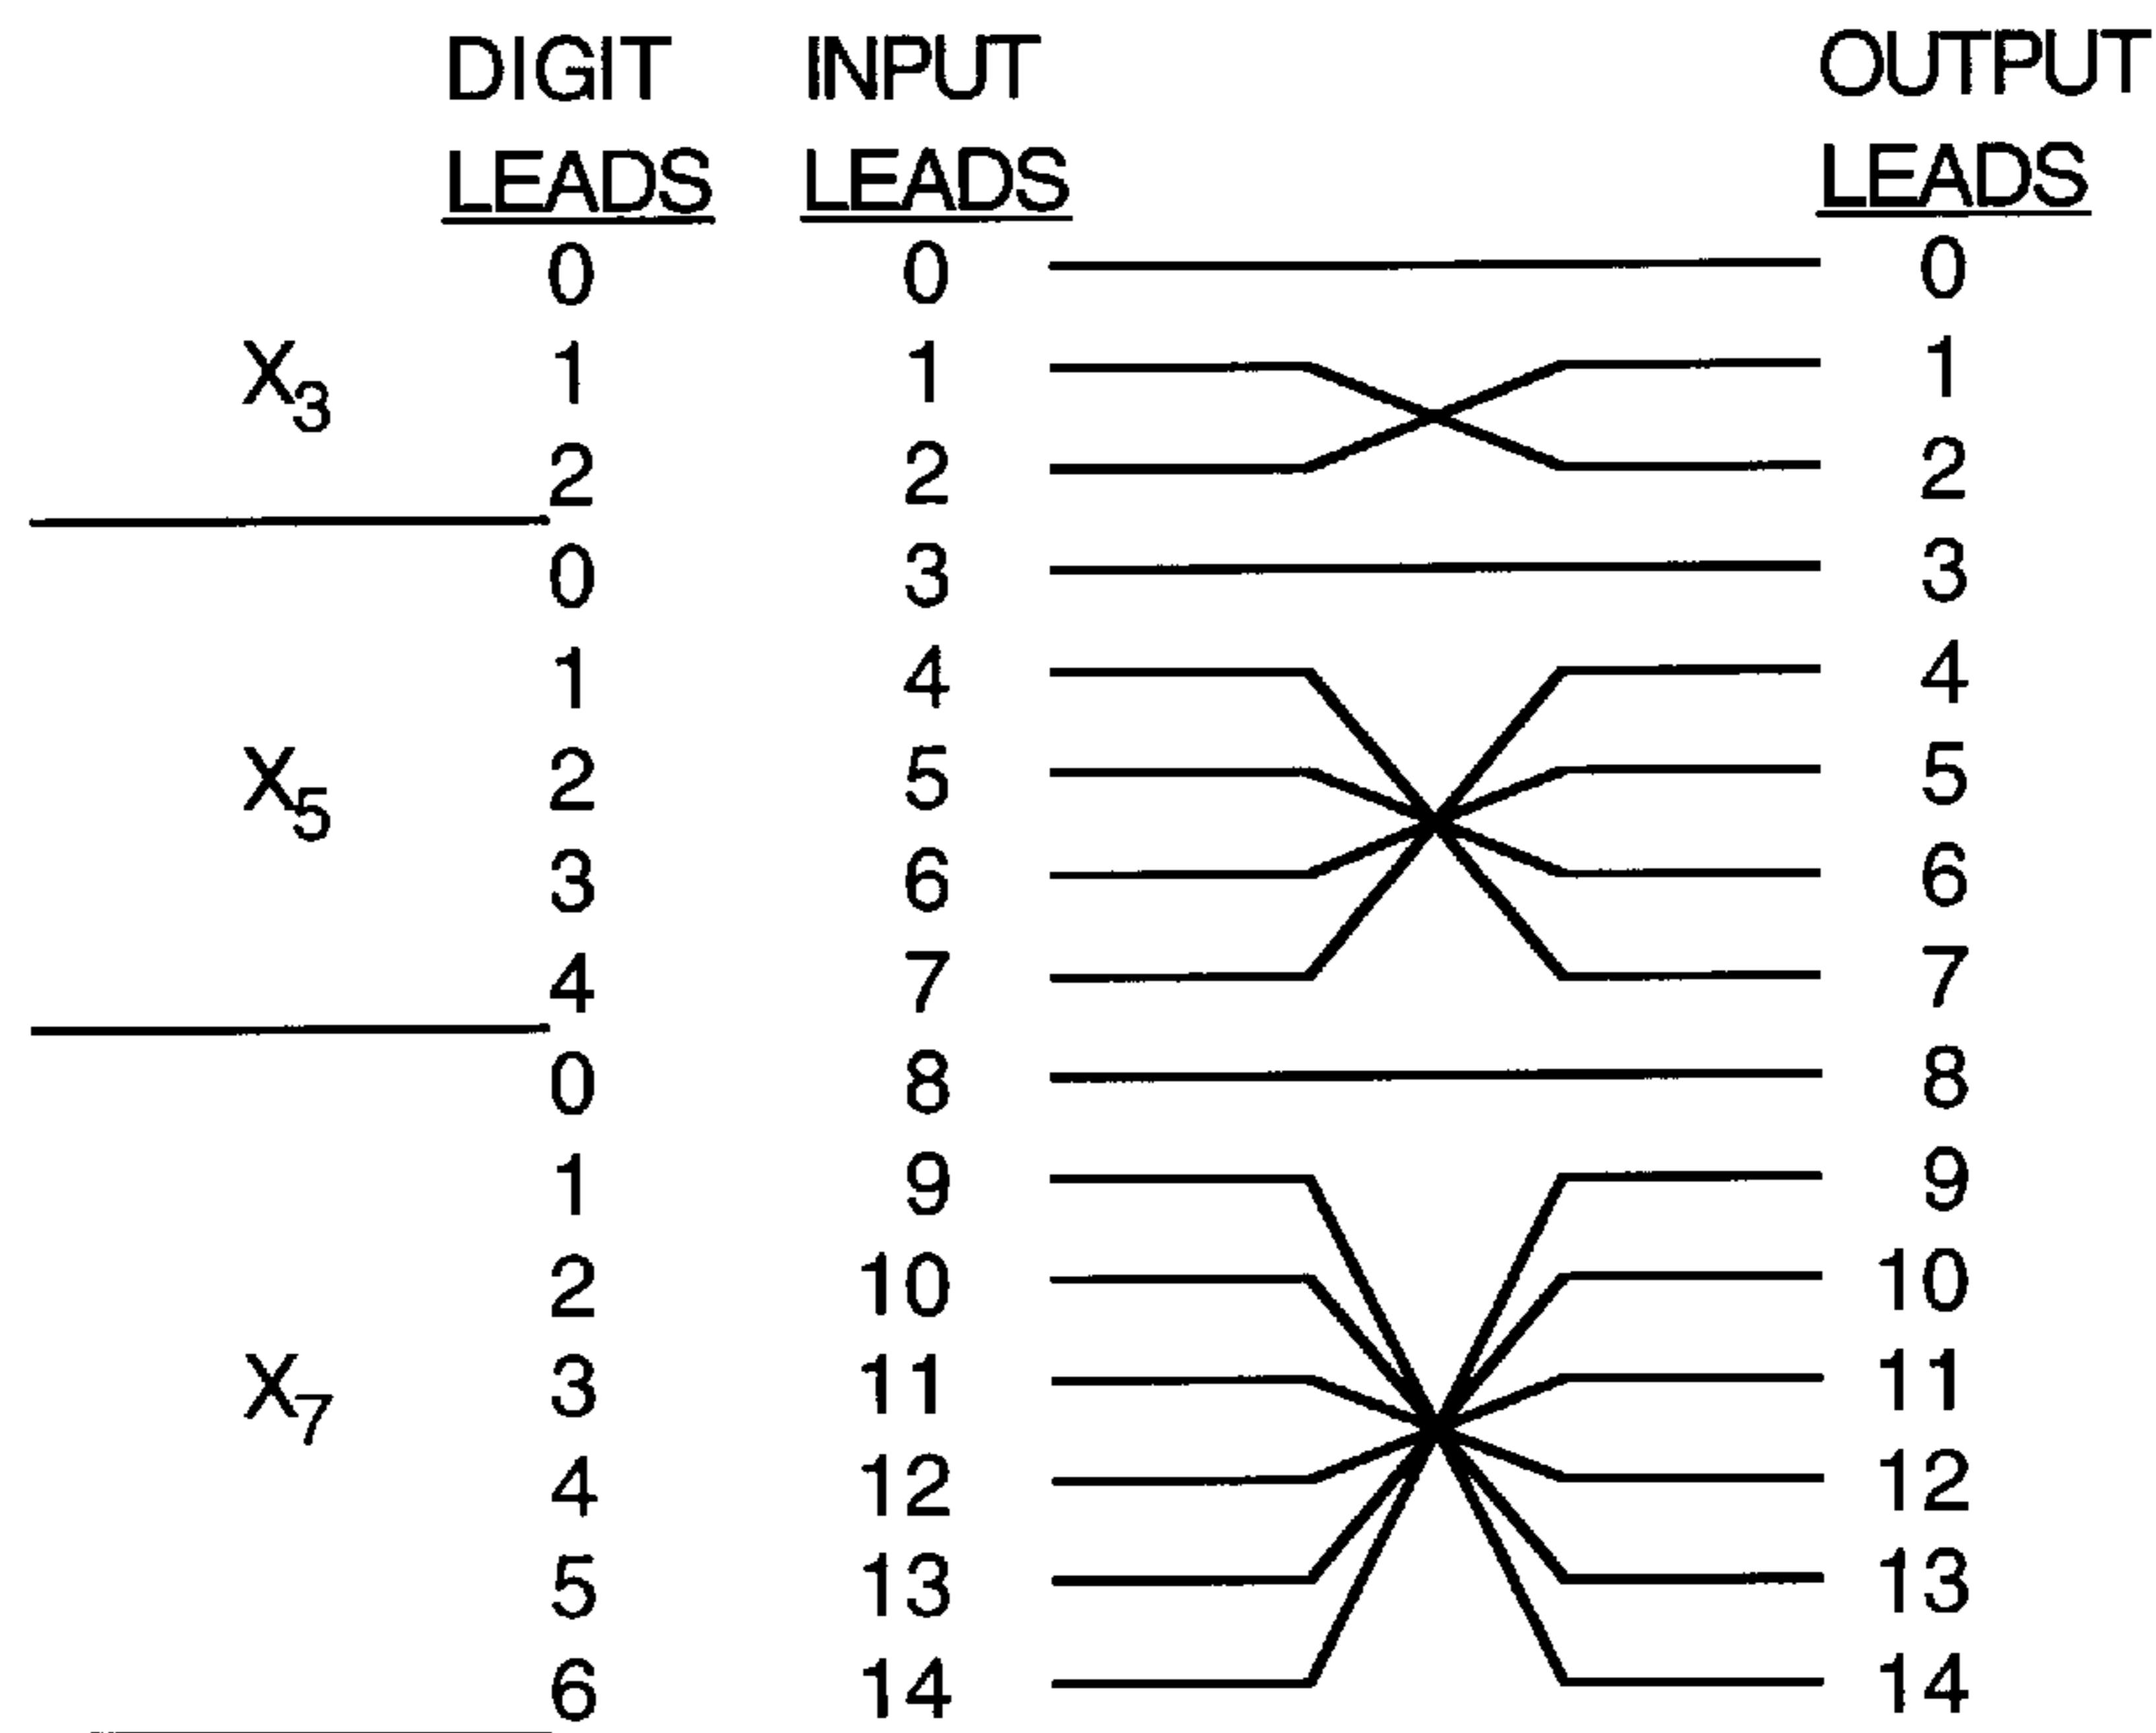 DIGIT INPUT OUTPUT
LEADS LEADS LEADS
0 0 0
X3 1 1 1
2 2 2
0 3 3
1 4 4
X5 2 5 5
3 6 6
4 7 7
0 8 8
1 9 9
2 10 10
X7 3 11 11
4 12 12
5 13 13
6 14 14